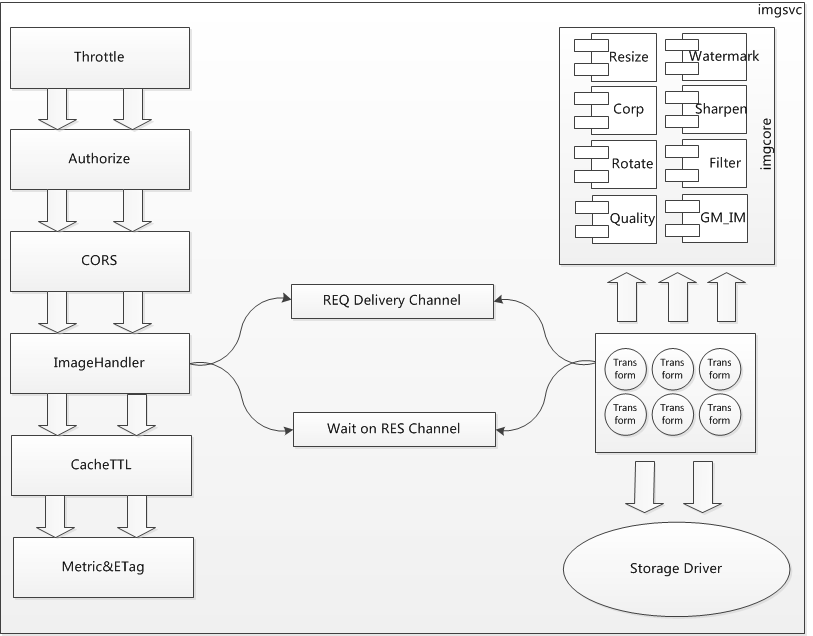 imgsvc
Throttle
Authorize
CORS
ImageHandler
CacheTTL
Metric&ETag
REQ Delivery Channel
Wait on RES Channel
Resize
Watermark
Corp
Sharpen
Rotate
Filter
Quality
GM_IM
imgcore
Trans
form
Trans
form
Trans
form
Trans
form
Trans
form
Trans
form
Storage Driver